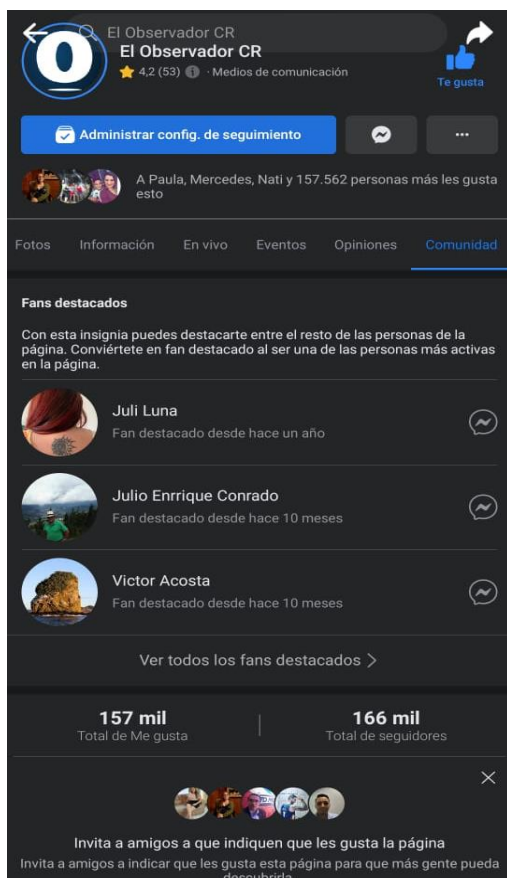 El Observador CR
El Observador CR
4,2 (53) · Medios de comunicación
Te gusta
Administrar config. de seguimiento
A Paula, Mercedes, Nati y 157.562 personas más les gusta
esto
Fotos Información En vivo Eventos Opiniones Comunidad
Fans destacados
Con esta insignia puedes destacarte entre el resto de las personas de la
página. Conviértete en fan destacado al ser una de las personas más activas
en la página.
Juli Luna
Fan destacado desde hace un año
Julio Enrrique Conrado
Fan destacado desde hace 10 meses
Victor Acosta
Fan destacado desde hace 10 meses
Ver todos los fans destacados
157 mil 166 mil
Total de Me gusta Total de seguidores
Invita a amigos a que indiquen que les gusta la página
Invita a amigos a indicar que les gusta esta página para que más gente pueda
descubrirla